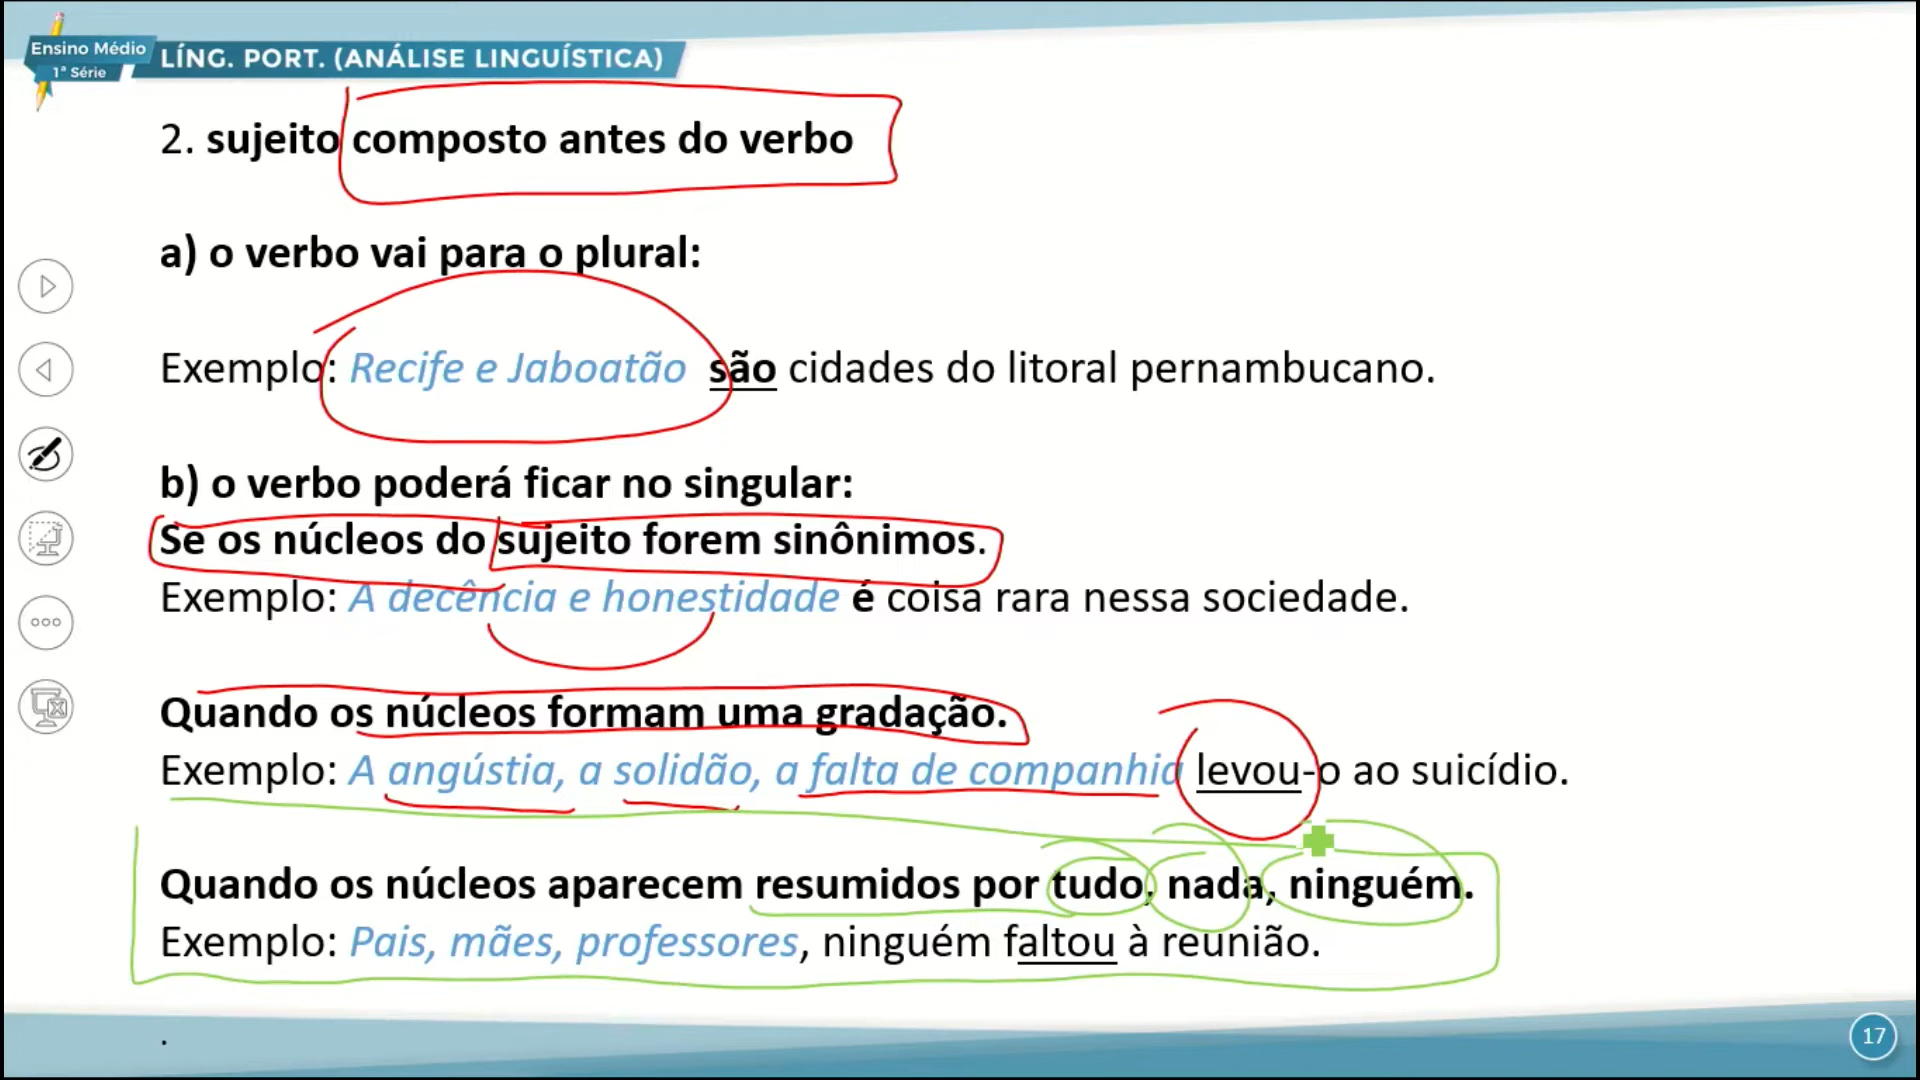 Ensino Médio
1ª Série
LÍNG. PORT. (ANÁLISE LINGUÍSTICA)
2. sujeito composto antes do verbo
a) o verbo vai para o plural:
Exemplo: Recife e Jaboatão são cidades do litoral pernambucano.
b) o verbo poderá ficar no singular:
Se os núcleos do sujeito forem sinônimos.
Exemplo: A decência e honestidade é coisa rara nessa sociedade.
Quando os núcleos formam uma gradação.
Exemplo: A angústia, a solidão, a falta de companhia levou-o ao suicídio.
Quando os núcleos aparecem resumidos por tudo, nada, ninguém.
Exemplo: Pais, mães, professores, ninguém faltou à reunião.
.
17